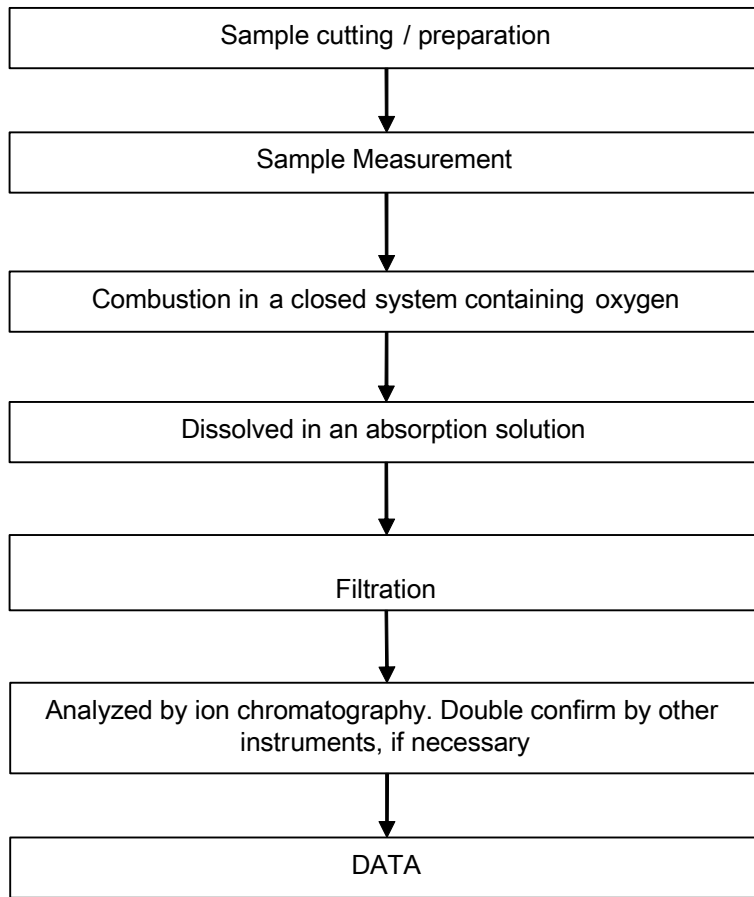 Sample cutting / preparation
Sample Measurement
Combustion in a closed system containing oxygen
Dissolved in an absorption solution
Filtration
Analyzed by ion chromatography. Double confirm by other
instruments, if necessary
DATA